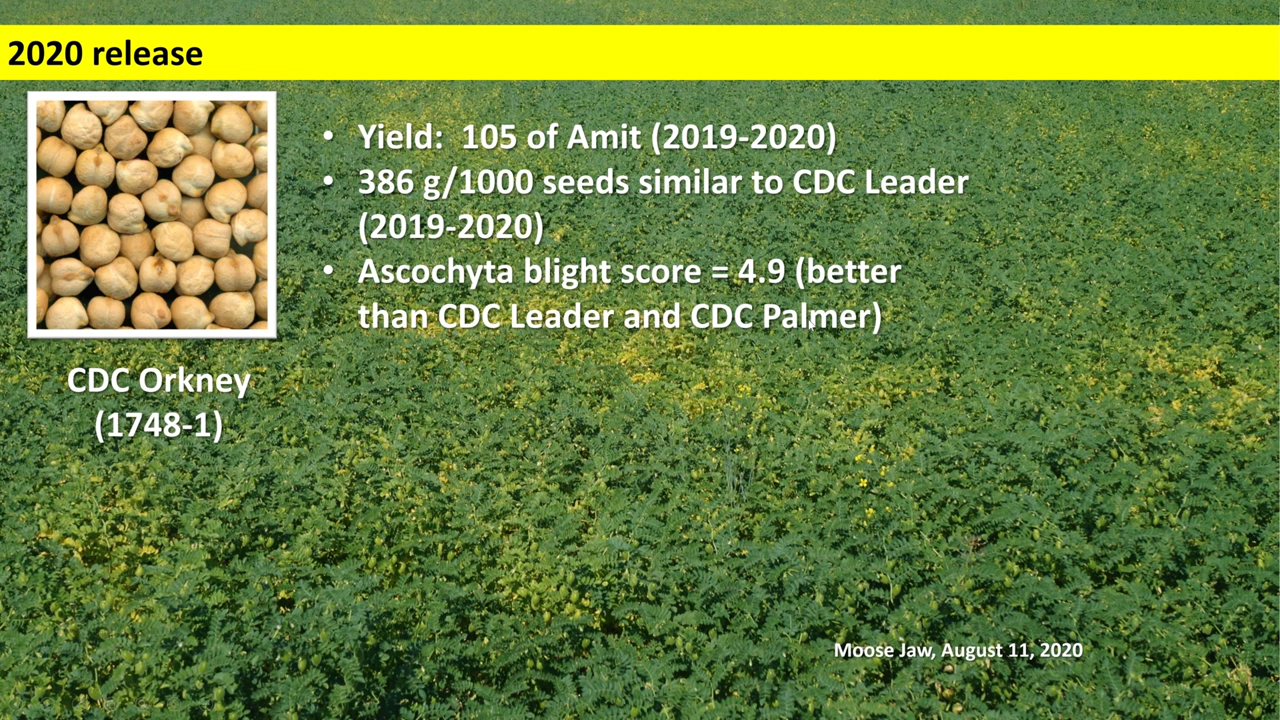 2020 release
• Yield:  105 of Amit (2019-2020)
• 386 g/1000 seeds similar to CDC Leader
(2019-2020)
• Ascochyta blight score = 4.9 (better
than CDC Leader and CDC Palmer)
CDC Orkney
(1748-1)
Moose Jaw, August 11, 2020